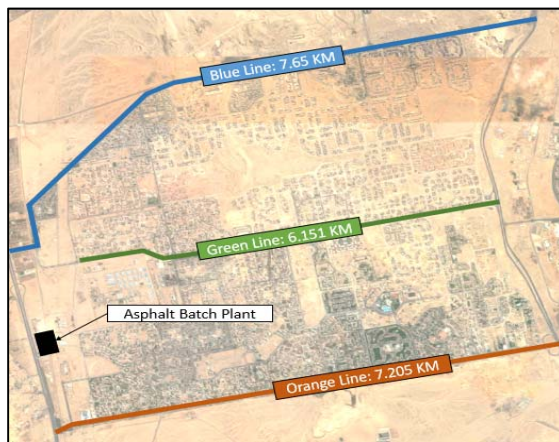 Blue Line: 7.65 KM
Green Line: 6.151 KM
Asphalt Batch Plant
Orange Line: 7.205 KM